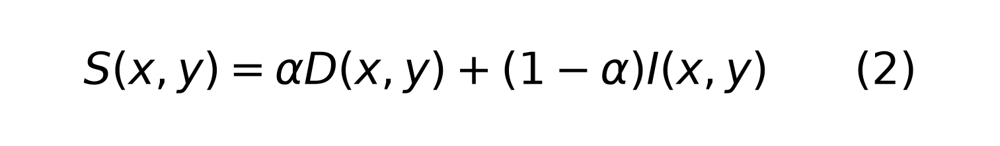 S(x, y) = αD(x, y) + (1 − α)I(x, y) (2)